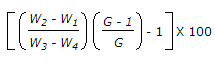 [ ( (W₂ - W₁) / (W₃ - W₄) ) ( (G - 1) / G ) - 1 ] X 100